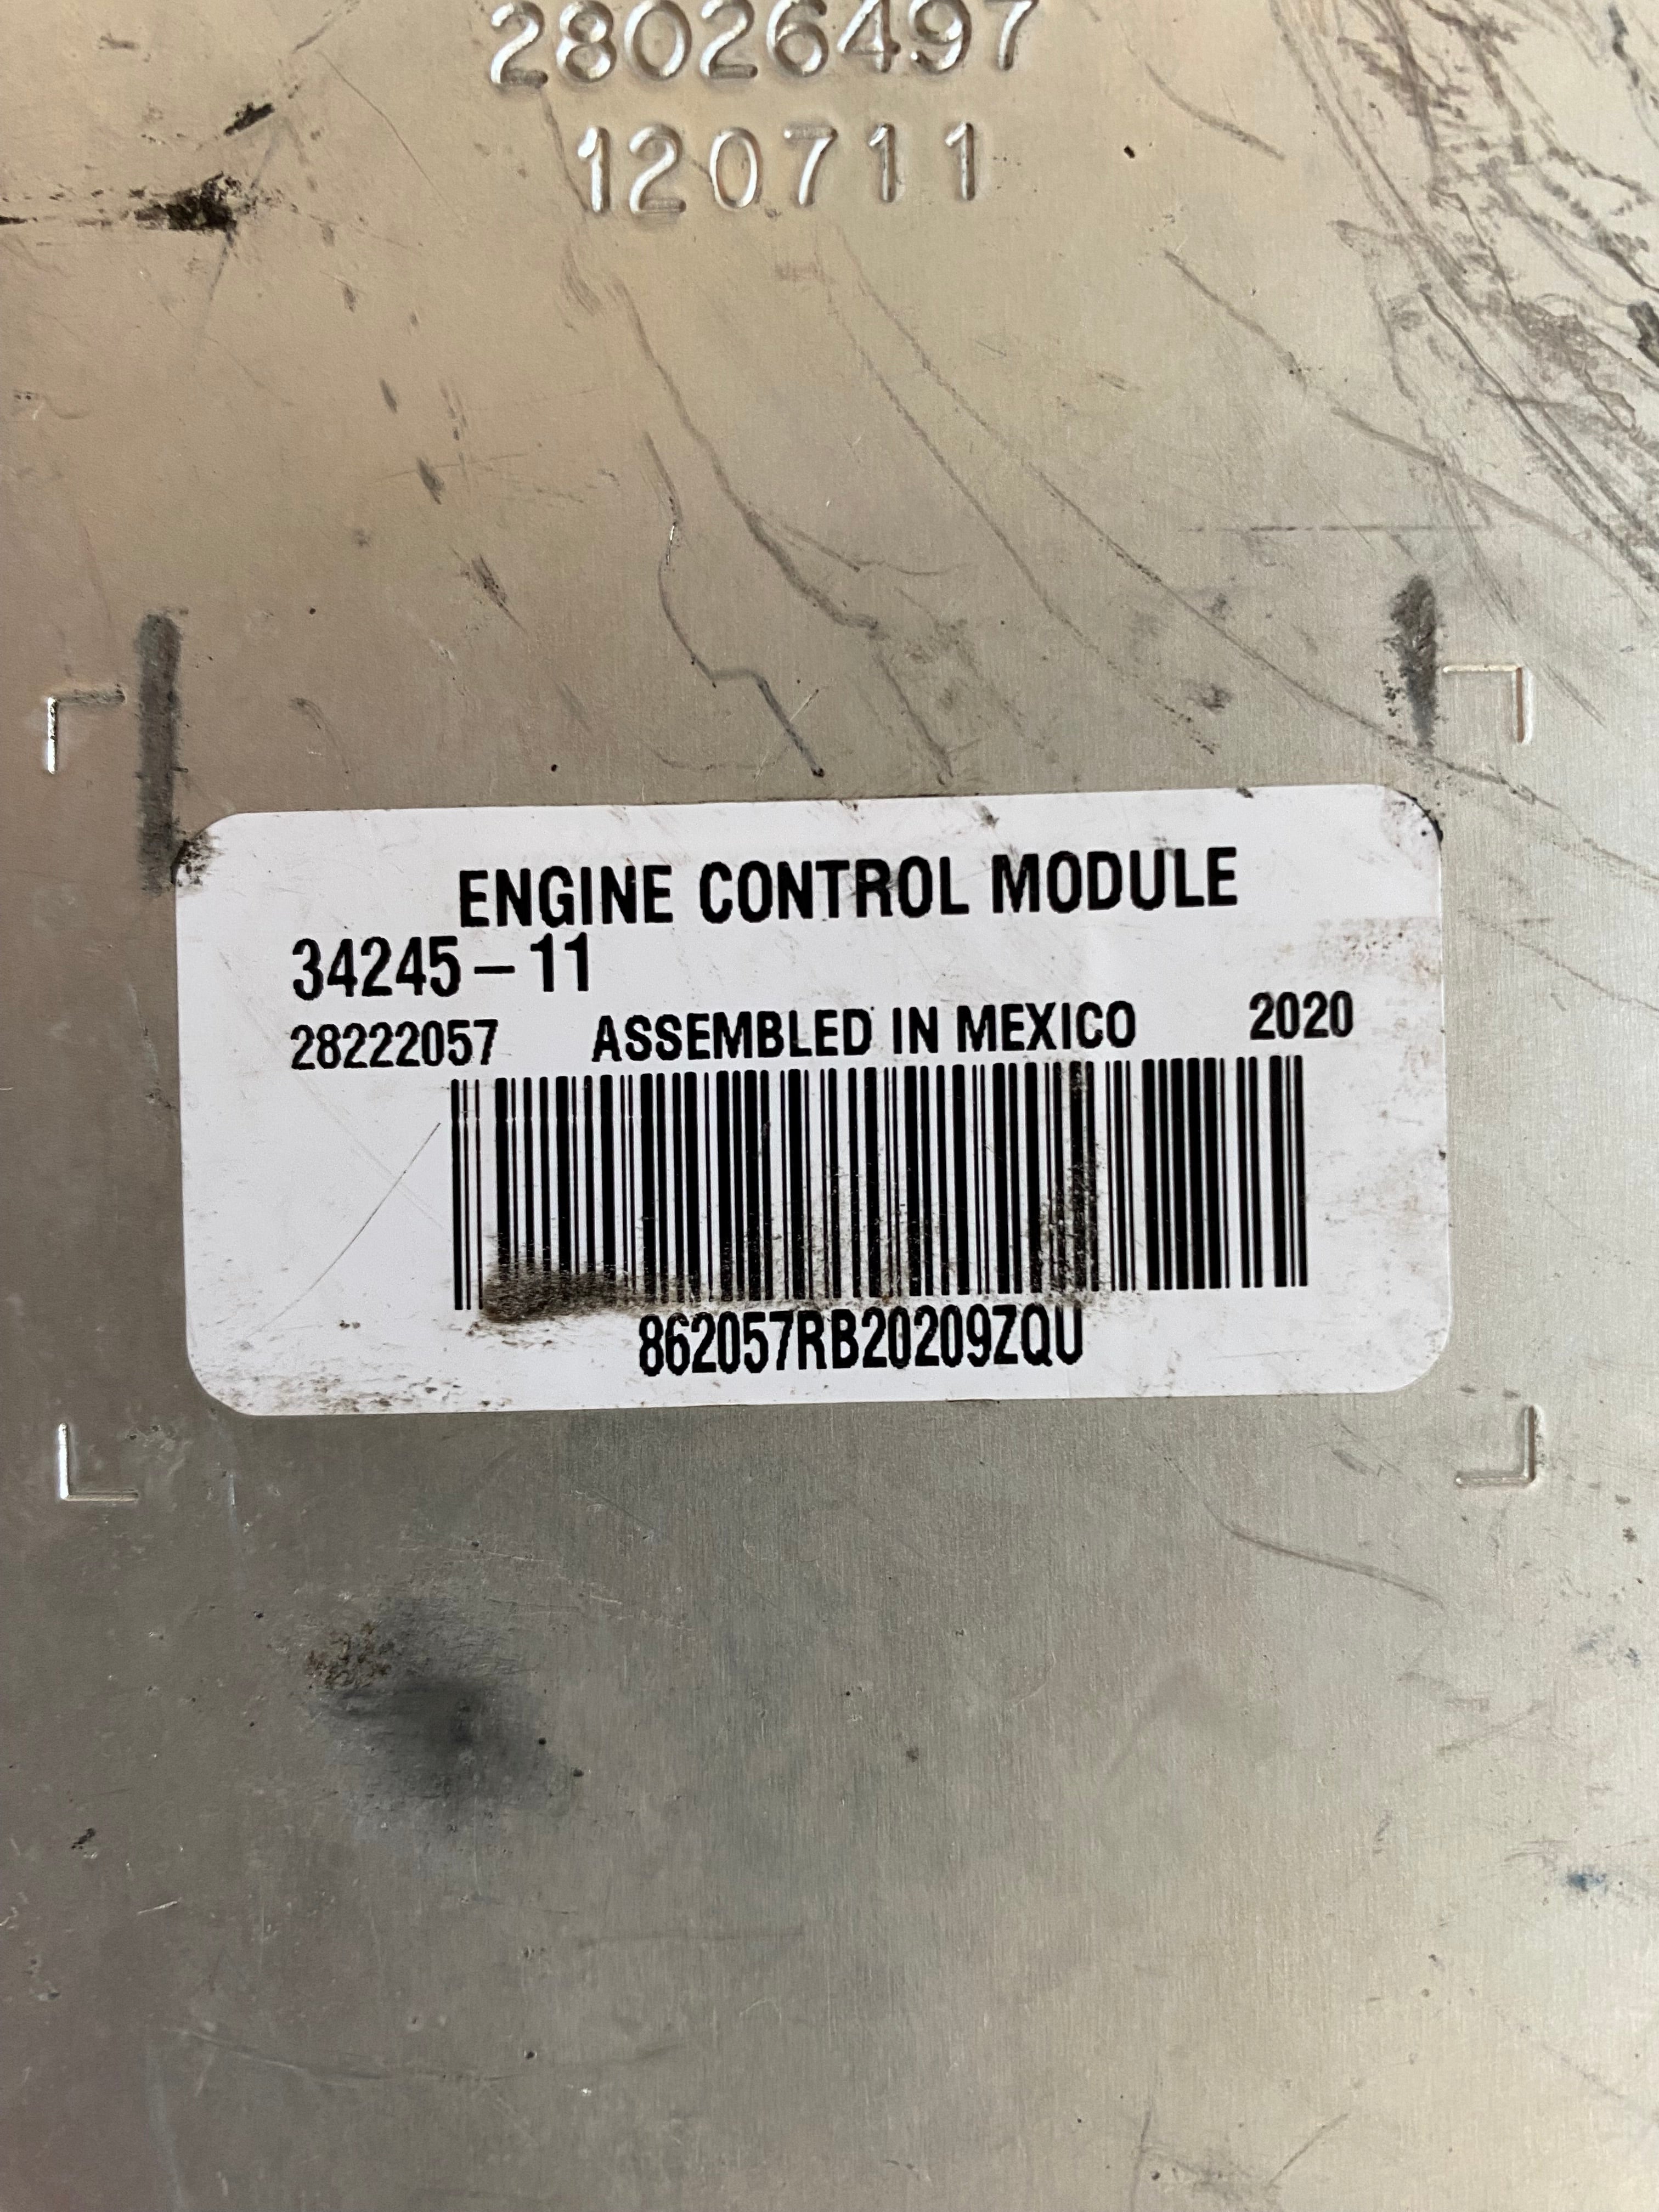 28026497
120711
ENGINE CONTROL MODULE
34245-11
28222057 ASSEMBLED IN MEXICO 2020
862057RB20209ZQU